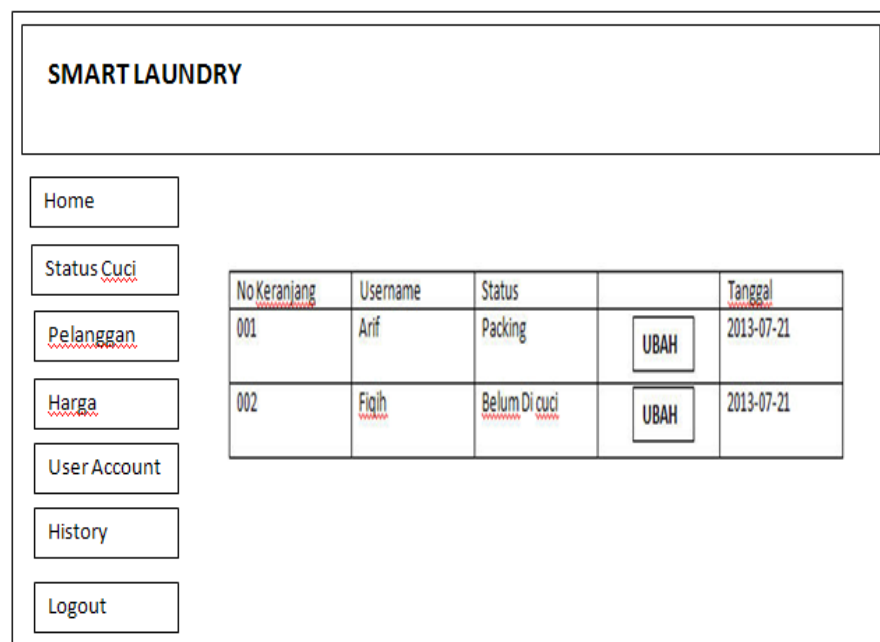 SMART LAUNDRY
Home
Status Cuci
Pelanggan
Harga
User Account
History
Logout
No Keranjang Username Status Tanggal
001 Arif Packing UBAH 2013-07-21
002 Fiqih Belum Di cuci UBAH 2013-07-21